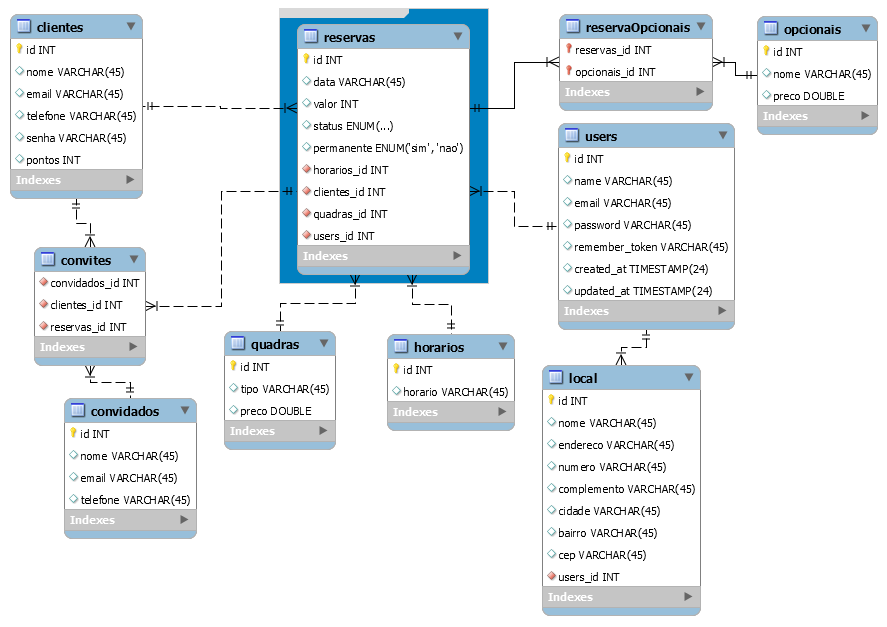 clientes
id INT
nome VARCHAR(45)
email VARCHAR(45)
telefone VARCHAR(45)
senha VARCHAR(45)
pontos INT
Indexes
reservas
id INT
data VARCHAR(45)
valor INT
status ENUM(...)
permanente ENUM('sim', 'nao')
horarios_id INT
clientes_id INT
quadras_id INT
users_id INT
Indexes
reservaOpcionais
reservas_id INT
opcionais_id INT
Indexes
opcionais
id INT
nome VARCHAR(45)
preco DOUBLE
Indexes
users
id INT
name VARCHAR(45)
email VARCHAR(45)
password VARCHAR(45)
remember_token VARCHAR(45)
created_at TIMESTAMP(24)
updated_at TIMESTAMP(24)
Indexes
convites
convidados_id INT
clientes_id INT
reservas_id INT
Indexes
quadras
id INT
tipo VARCHAR(45)
preco DOUBLE
Indexes
horarios
id INT
horario VARCHAR(45)
Indexes
local
id INT
nome VARCHAR(45)
endereco VARCHAR(45)
numero VARCHAR(45)
complemento VARCHAR(45)
cidade VARCHAR(45)
bairro VARCHAR(45)
cep VARCHAR(45)
users_id INT
Indexes
convidados
id INT
nome VARCHAR(45)
email VARCHAR(45)
telefone VARCHAR(45)
Indexes